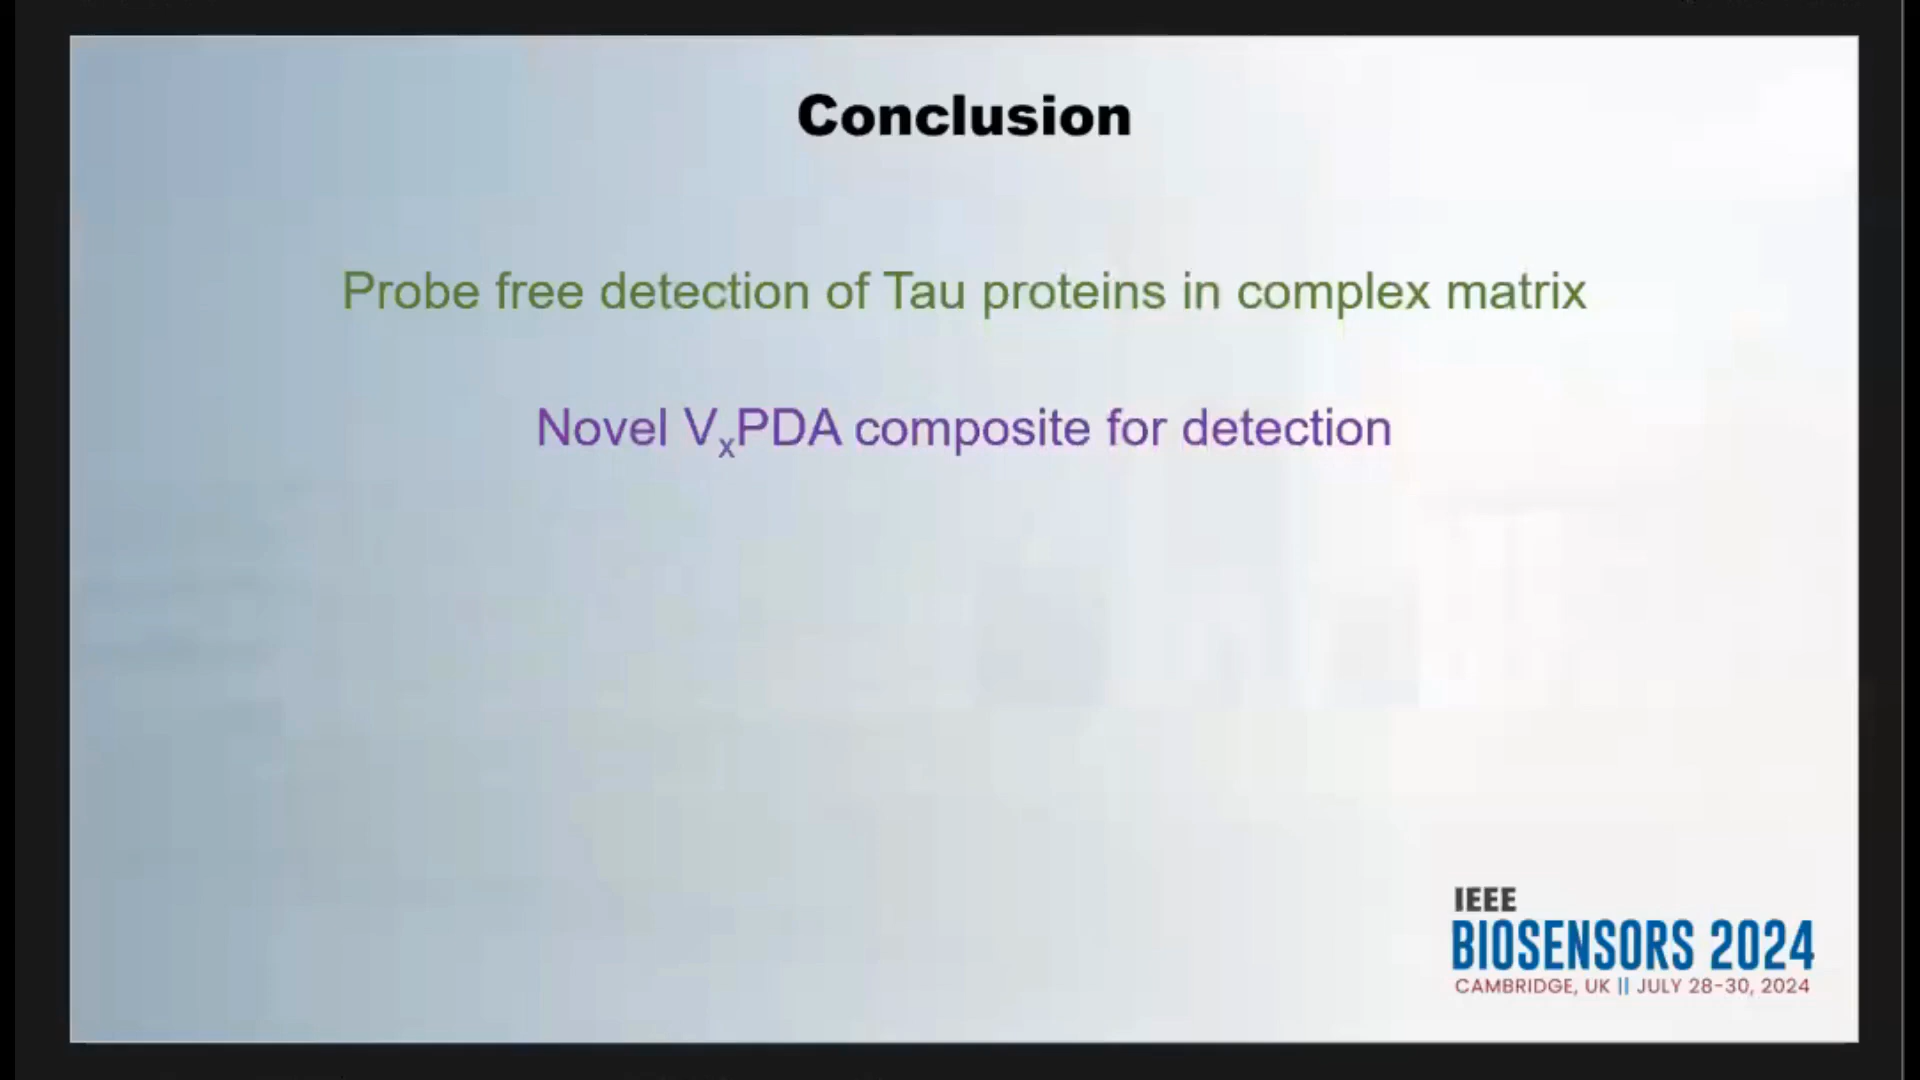 Conclusion
Probe free detection of Tau proteins in complex matrix
Novel VₓPDA composite for detection
IEEE
BIOSENSORS 2024
CAMBRIDGE, UK || JULY 28-30, 2024